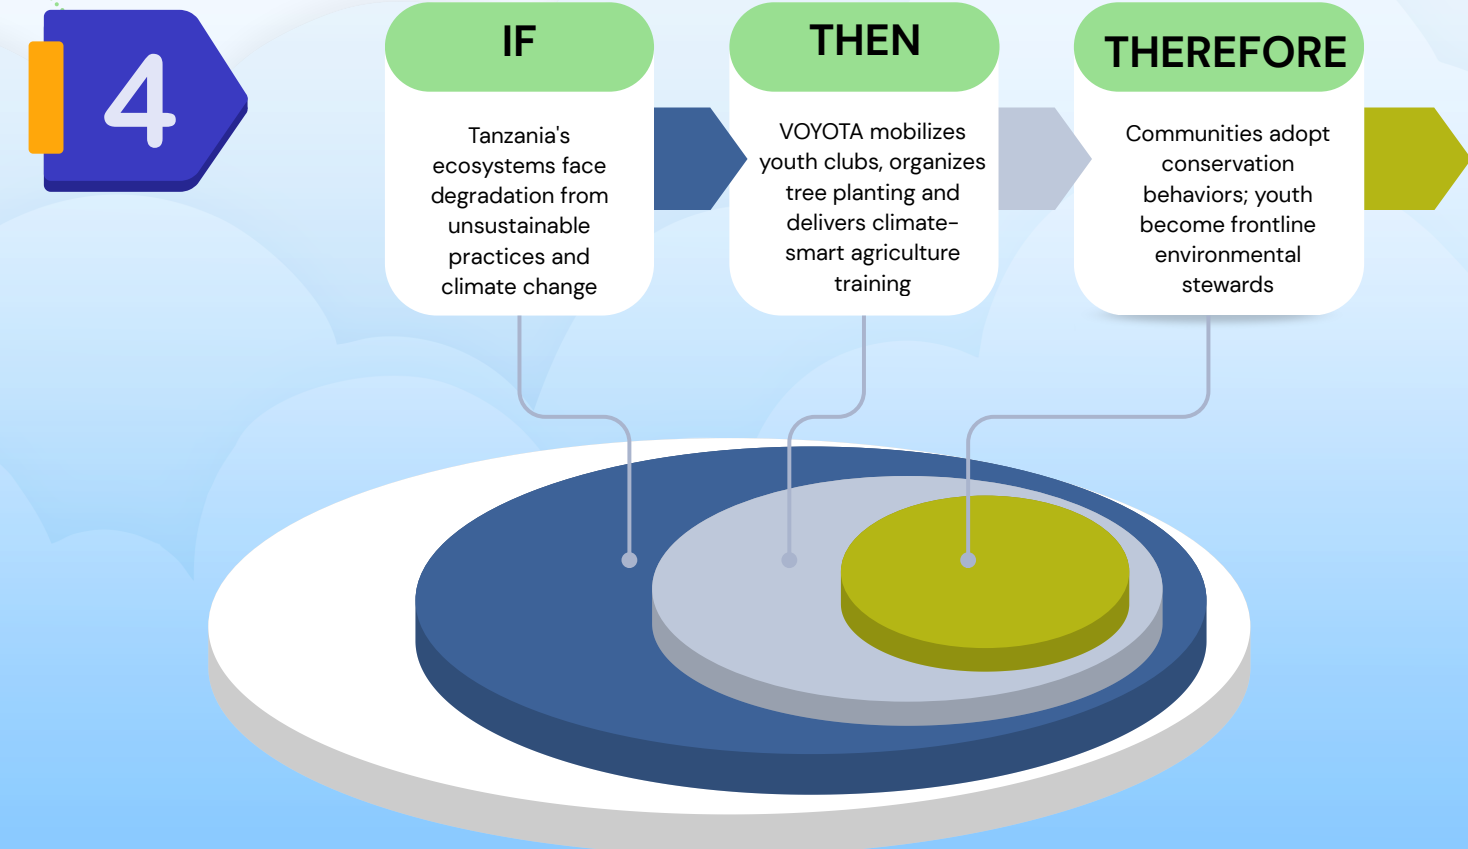 4
IF
Tanzania's
ecosystems face
degradation from
unsustainable
practices and
climate change
THEN
VOYOTA mobilizes
youth clubs, organizes
tree planting and
delivers climate-
smart agriculture
training
THEREFORE
Communities adopt
conservation
behaviors; youth
become frontline
environmental
stewards